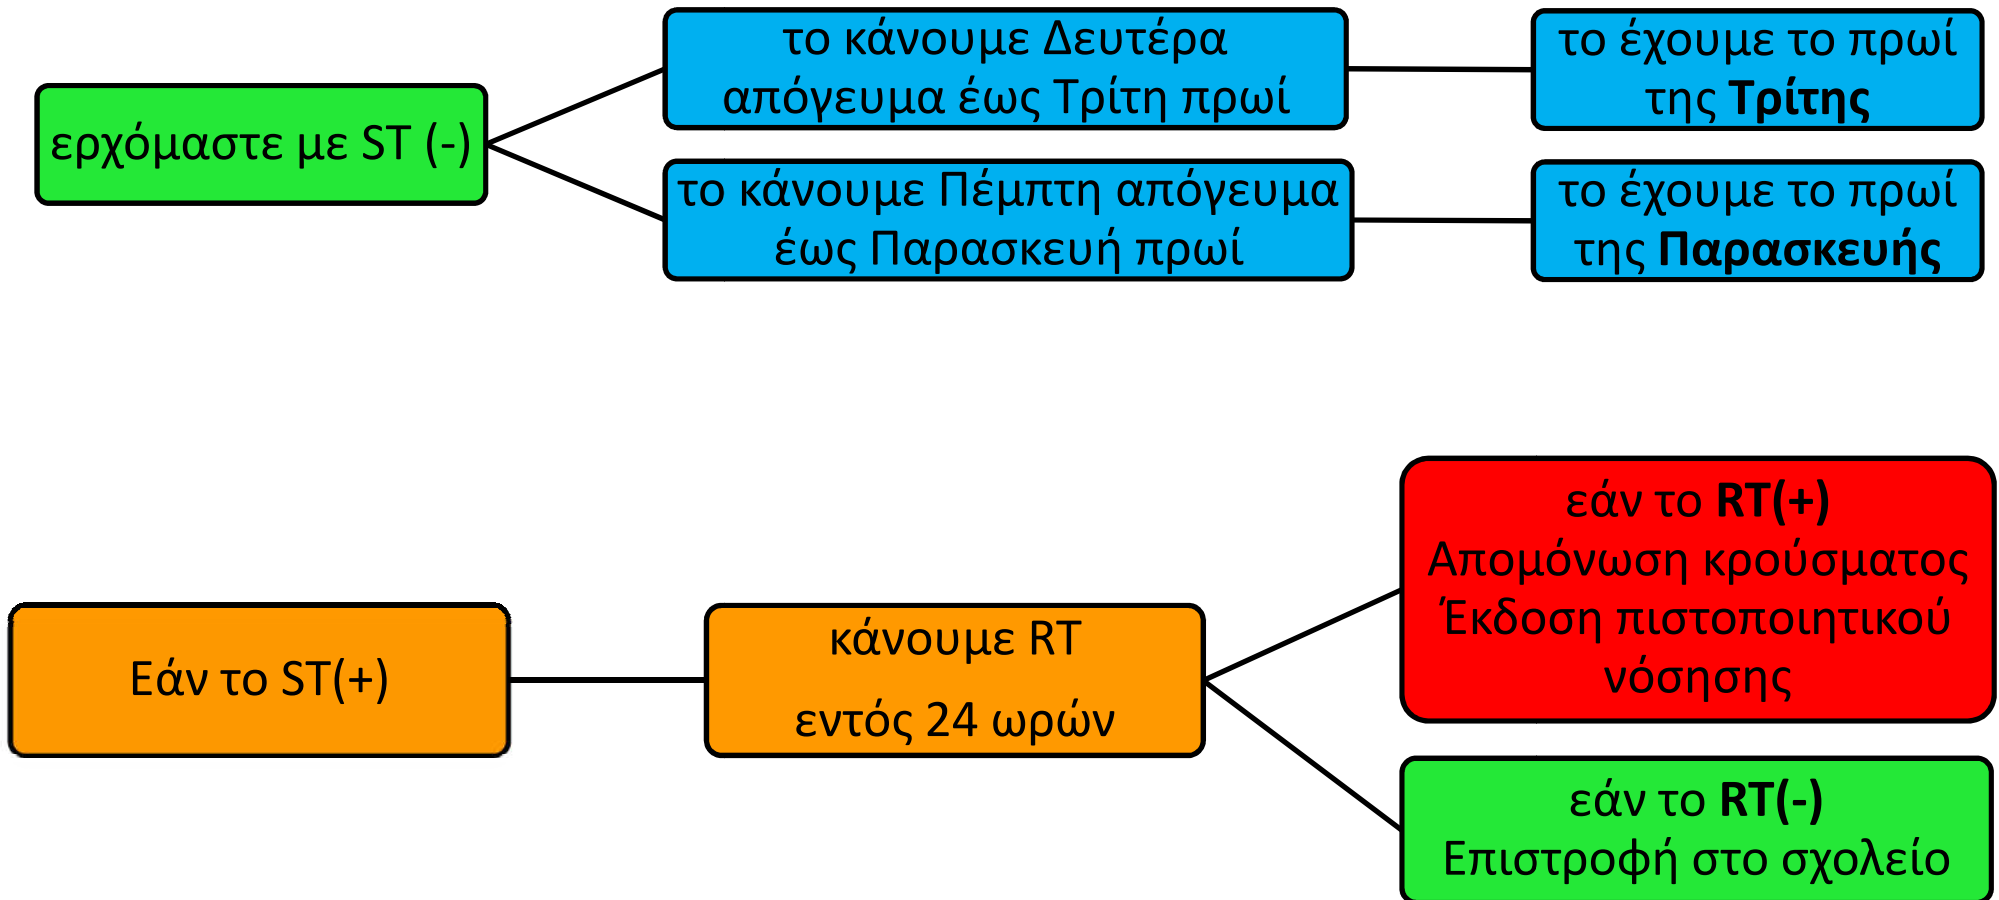 ερχόμαστε με ST (-)
το κάνουμε Δευτέρα
απόγευμα έως Τρίτη πρωί
το έχουμε το πρωί
της Τρίτης
το κάνουμε Πέμπτη απόγευμα
έως Παρασκευή πρωί
το έχουμε το πρωί
της Παρασκευής
Εάν το ST(+)
κάνουμε RT
εντός 24 ωρών
εάν το RT(+)
Απομόνωση κρούσματος
Έκδοση πιστοποιητικού
νόσησης
εάν το RT(-)
Επιστροφή στο σχολείο